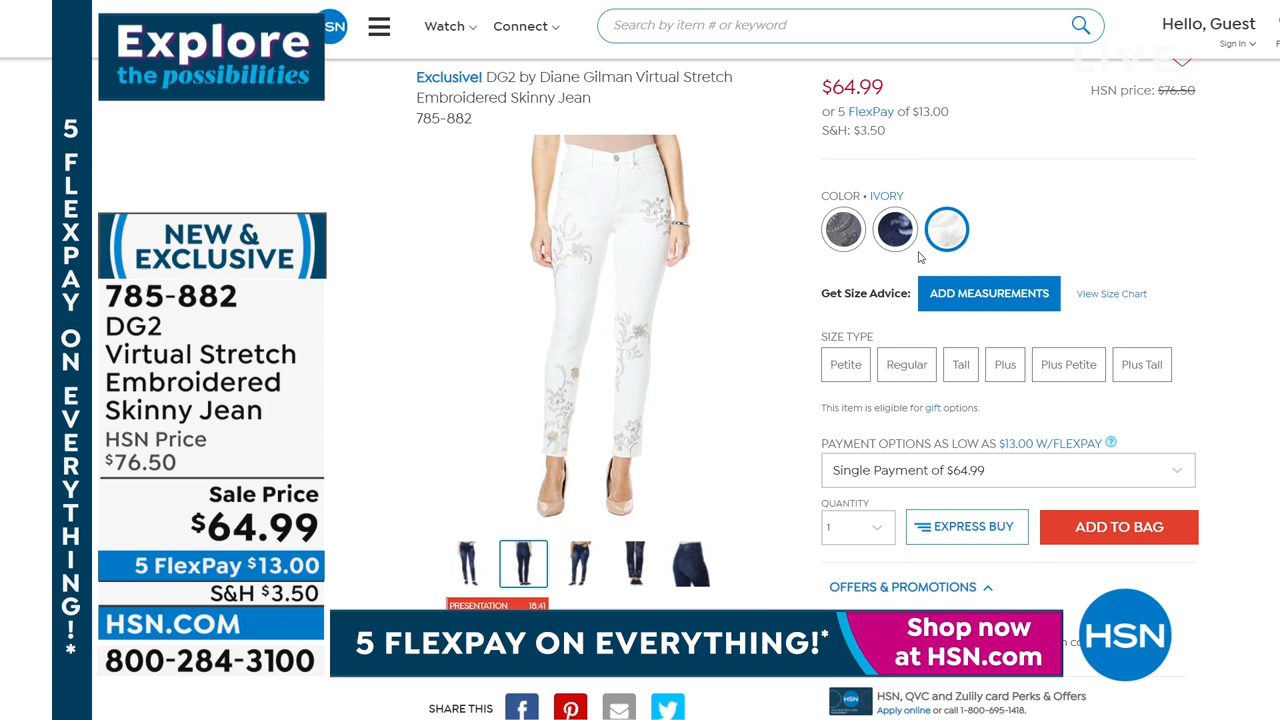 Explore
the possibilities
5 FLEXPAY ON EVERYTHING!*
NEW &
EXCLUSIVE
785-882
DG2
Virtual Stretch
Embroidered
Skinny Jean
HSN Price
$76.50
Sale Price
$64.99
5 FlexPay $13.00
S&H $3.50
HSN.COM
800-284-3100
SN
Watch
Connect
Search by item # or keyword
Hello, Guest
Sign In
LIVE
Exclusive! DG2 by Diane Gilman Virtual Stretch
Embroidered Skinny Jean
785-882
$64.99
HSN price: $76.50
or 5 FlexPay of $13.00
S&H: $3.50
COLOR • IVORY
Get Size Advice: ADD MEASUREMENTS View Size Chart
SIZE TYPE
Petite Regular Tall Plus Plus Petite Plus Tall
This item is eligible for gift options.
PAYMENT OPTIONS AS LOW AS $13.00 W/FLEXPAY ?
Single Payment of $64.99
QUANTITY
1
EXPRESS BUY
ADD TO BAG
OFFERS & PROMOTIONS
PRESENTATION 18:41
5 FLEXPAY ON EVERYTHING!*
Shop now
at HSN.com
HSN
SHARE THIS
HSN, QVC and Zulily card Perks & Offers
Apply online or call 1-800-695-1418.